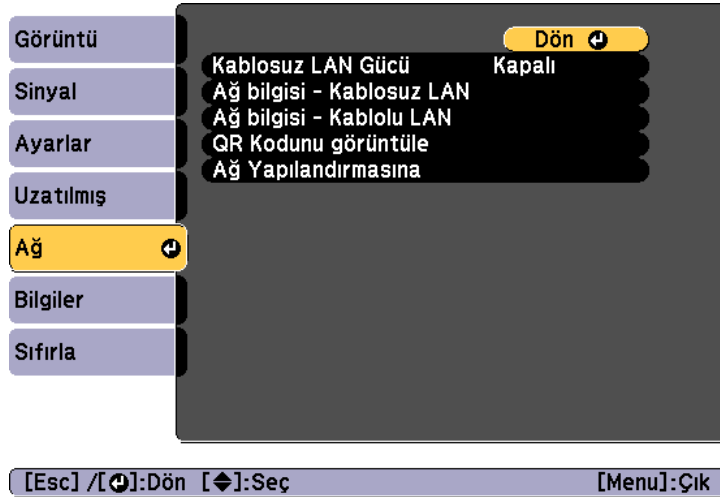 Görüntü
Sinyal
Ayarlar
Uzatılmış
Ağ
Bilgiler
Sıfırla
Dön
Kablosuz LAN Gücü Kapalı
Ağ bilgisi - Kablosuz LAN
Ağ bilgisi - Kablolu LAN
QR Kodunu görüntüle
Ağ Yapılandırmasına
[Esc] /[⏎]:Dön [◆]:Seç [Menu]:Çık